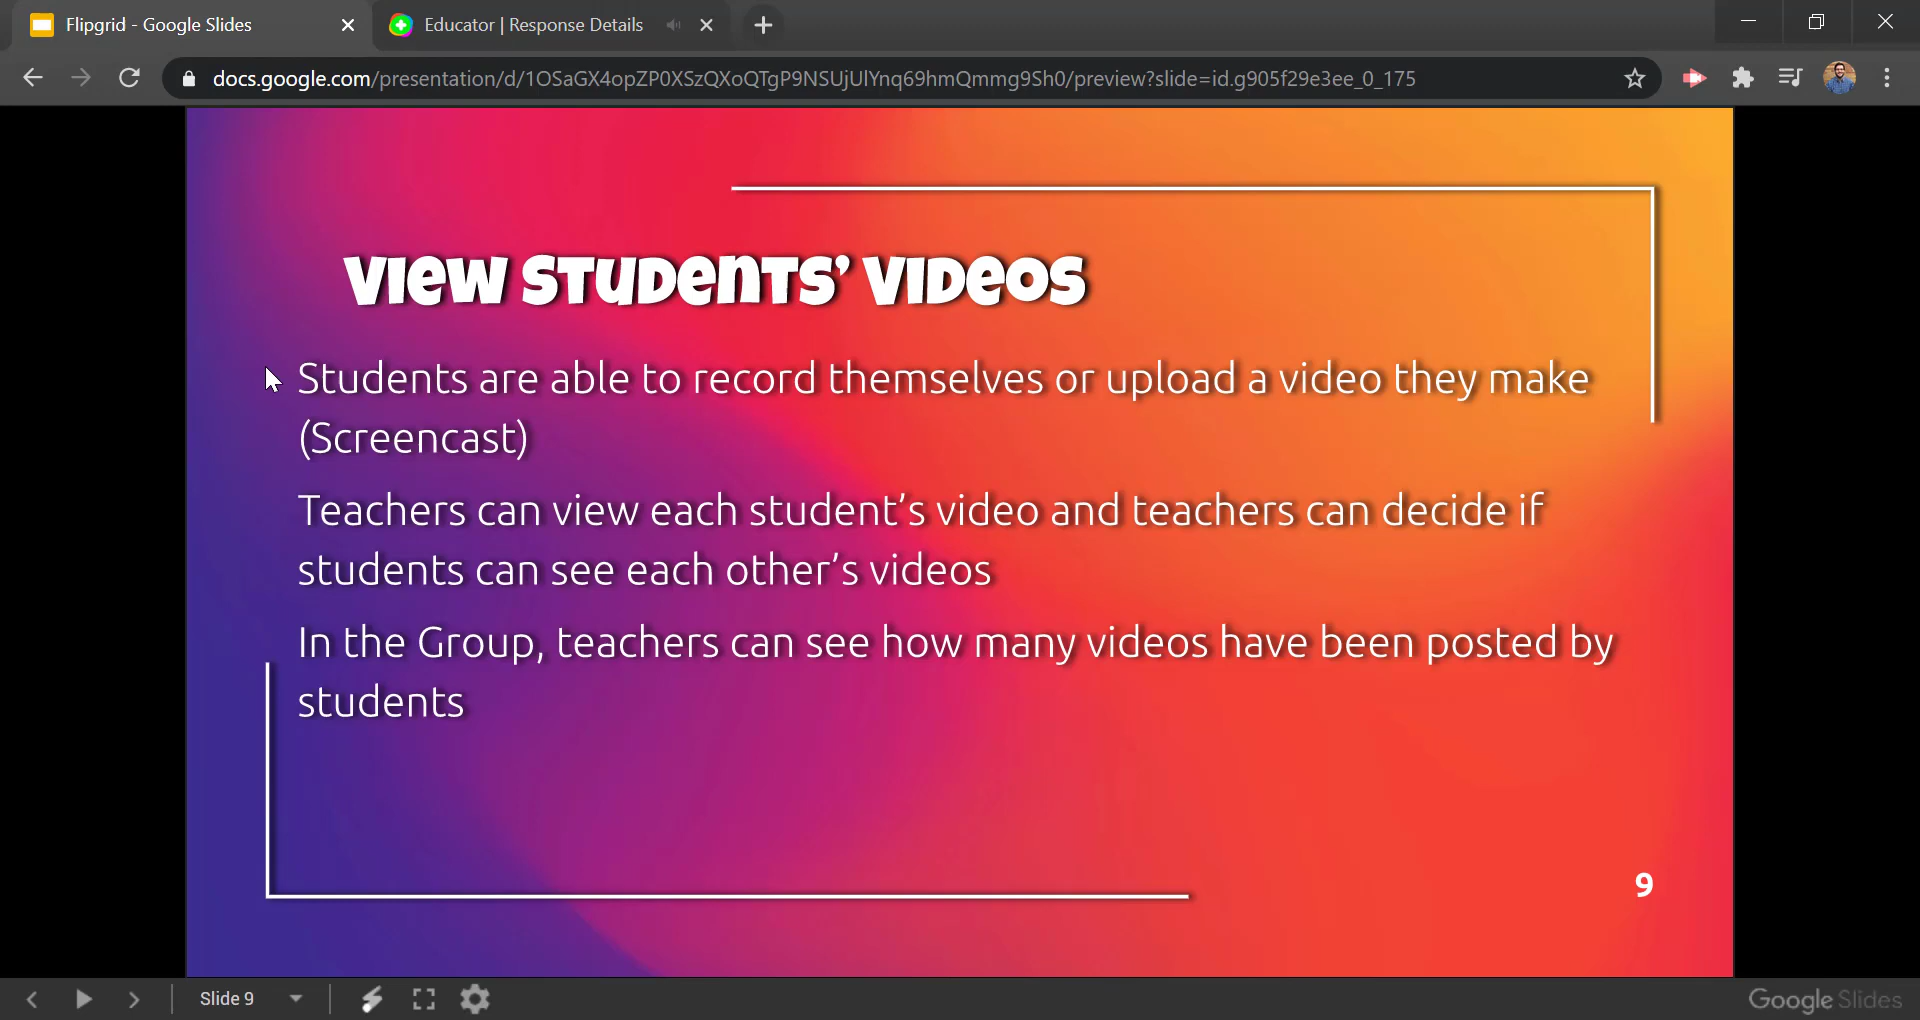 Flipgrid - Google Slides
Educator | Response Details
docs.google.com/presentation/d/1OSaGX4opZP0XSzQXoQTgP9NSUjUlYnq69hmQmmg9Sh0/preview?slide=id.g905f29e3ee_0_175
View Students’ Videos
Students are able to record themselves or upload a video they make
(Screencast)
Teachers can view each student’s video and teachers can decide if
students can see each other’s videos
In the Group, teachers can see how many videos have been posted by
students
9
Slide 9
Google Slides